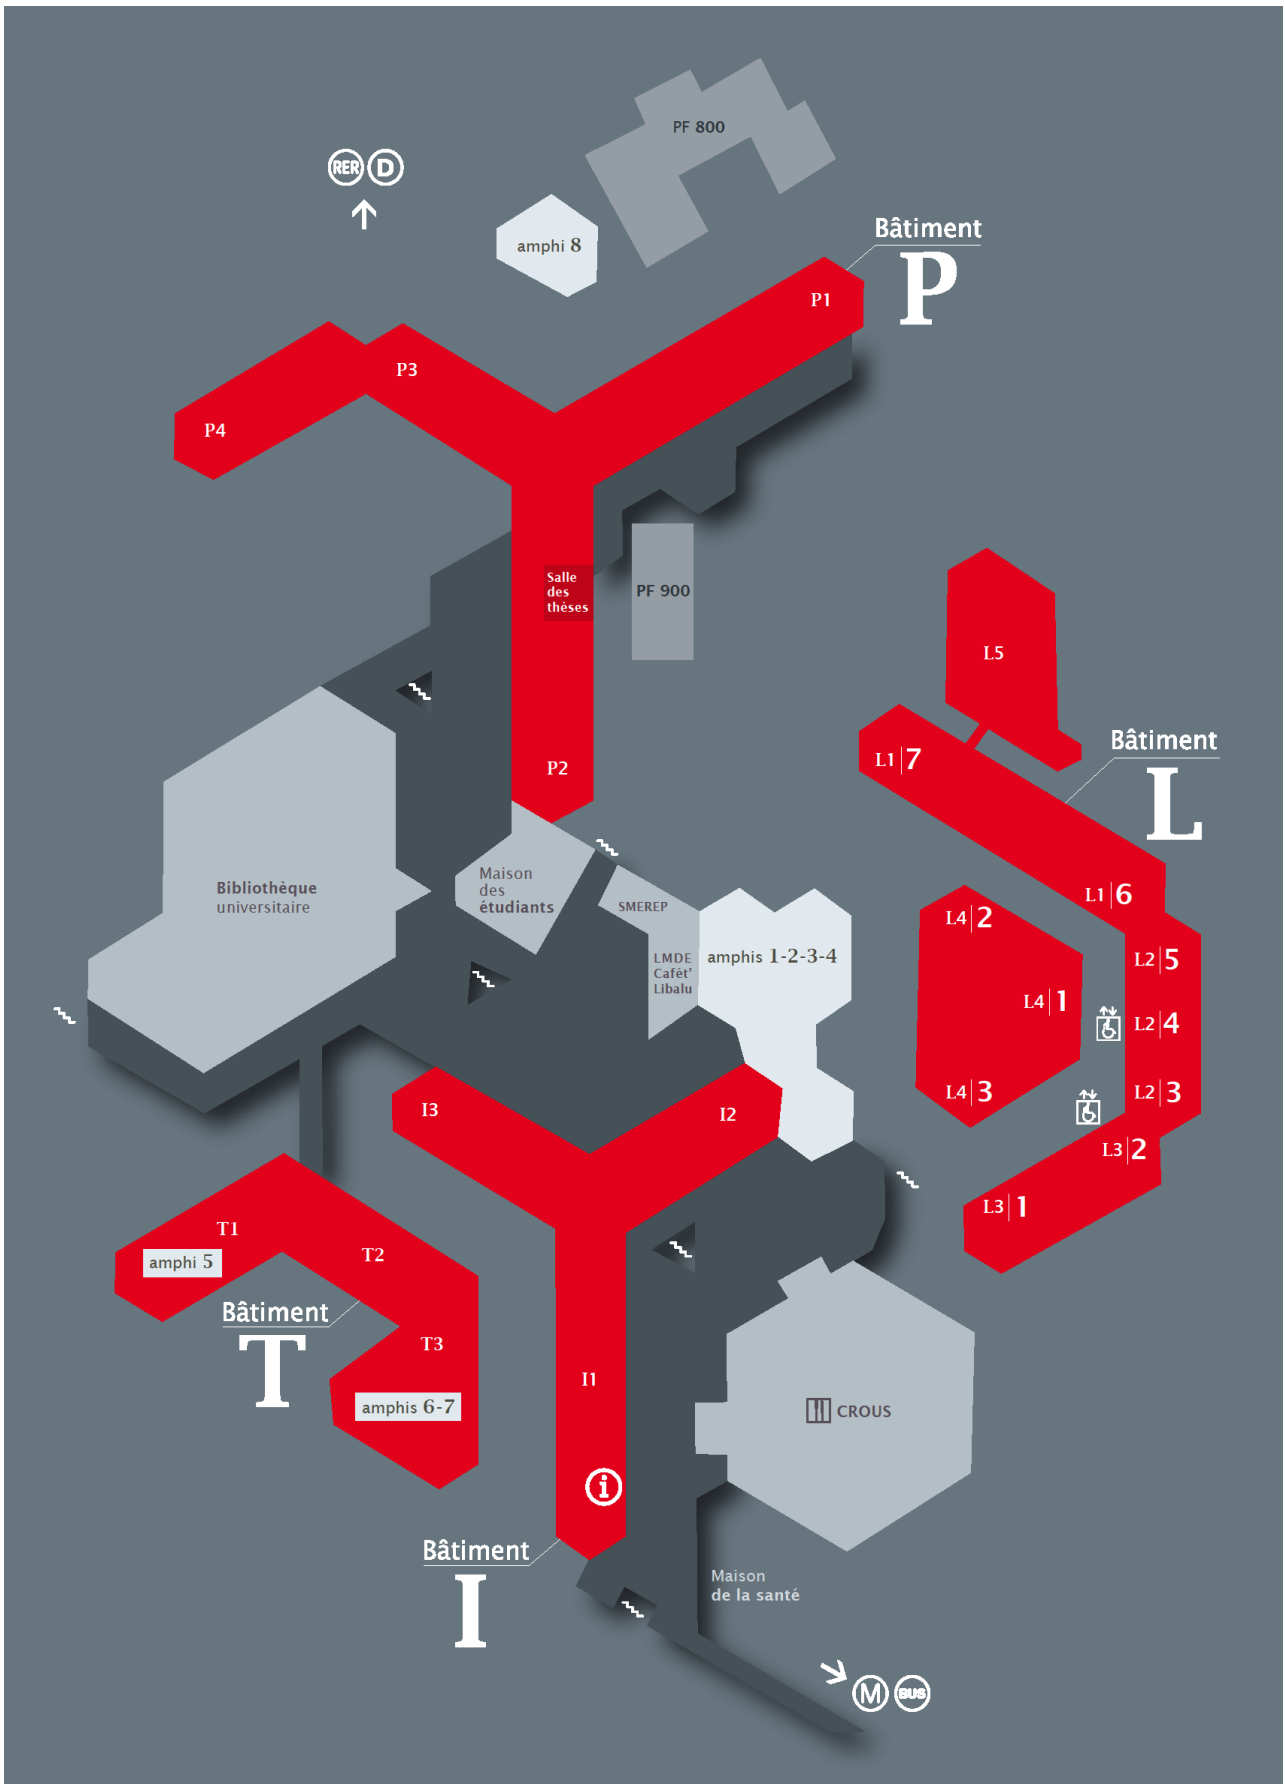 PF 800
RER D
amphi 8
Bâtiment
P
P1
P3
P4
Salle
des
thèses
PF 900
P2
L5
L1|7
Bâtiment
L
L1|6
L4|2
L2|5
L4|1
L2|4
L4|3
L2|3
L3|2
L3|1
Bibliothèque
universitaire
Maison
des
étudiants
SMEREP
LMDE
Cafét'
Libalu
amphis 1-2-3-4
I3
I2
T1
amphi 5
T2
Bâtiment
T
T3
amphis 6-7
I1
CROUS
i
Bâtiment
I
Maison
de la santé
M BUS